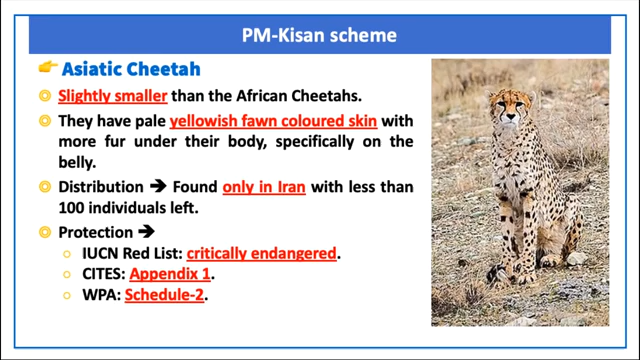 PM-Kisan scheme
Asiatic Cheetah
Slightly smaller than the African Cheetahs.
They have pale yellowish fawn coloured skin with
more fur under their body, specifically on the
belly.
Distribution ➔ Found only in Iran with less than
100 individuals left.
Protection ➔
IUCN Red List: critically endangered.
CITES: Appendix 1.
WPA: Schedule-2.